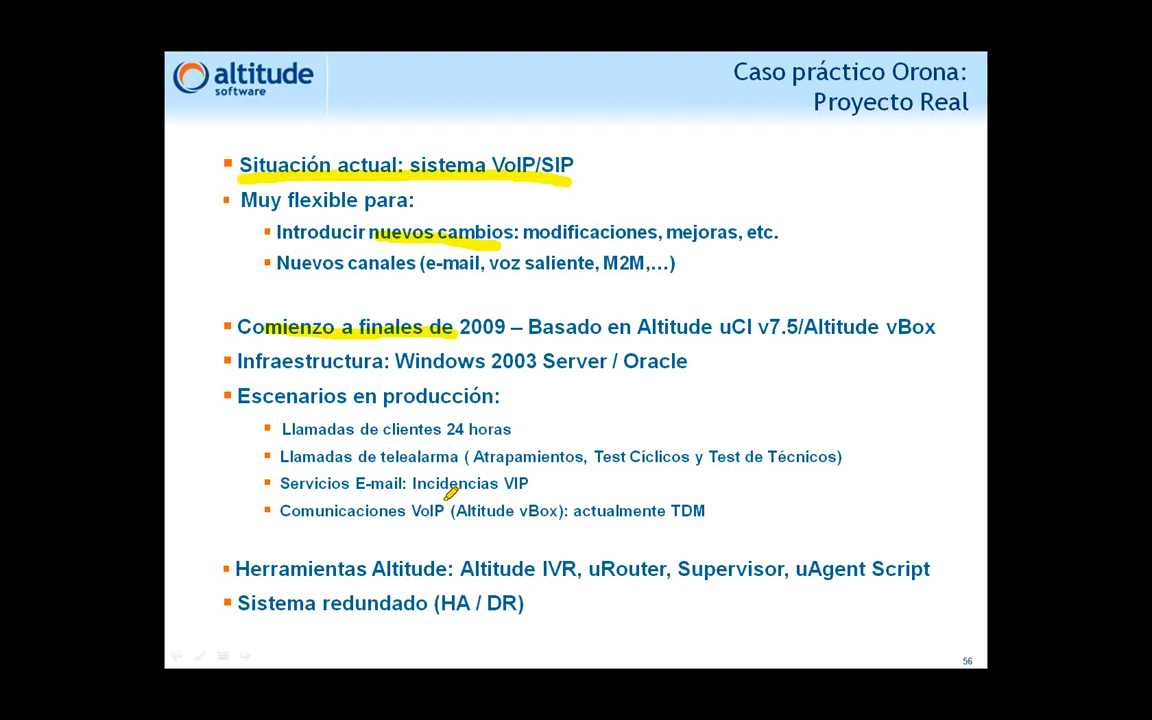 altitude
software
Caso práctico Orona:
Proyecto Real
Situación actual: sistema VoIP/SIP
Muy flexible para:
Introducir nuevos cambios: modificaciones, mejoras, etc.
Nuevos canales (e-mail, voz saliente, M2M,...)
Comienzo a finales de 2009 – Basado en Altitude uCI v7.5/Altitude vBox
Infraestructura: Windows 2003 Server / Oracle
Escenarios en producción:
Llamadas de clientes 24 horas
Llamadas de telealarma ( Atrapamientos, Test Cíclicos y Test de Técnicos)
Servicios E-mail: Incidencias VIP
Comunicaciones VoIP (Altitude vBox): actualmente TDM
Herramientas Altitude: Altitude IVR, uRouter, Supervisor, uAgent Script
Sistema redundado (HA / DR)
56